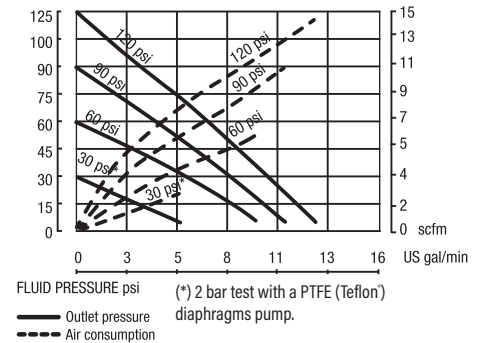 125
105
90
75
60
45
30
15
0
120 psi
90 psi
60 psi
30 psi*
120 psi
90 psi
60 psi
30 psi*
15
13
11
9
7
5
4
2
0 scfm
0 3 5 8 11 13 16 US gal/min
FLUID PRESSURE psi
Outlet pressure
Air consumption
(*) 2 bar test with a PTFE (Teflon®)
diaphragms pump.